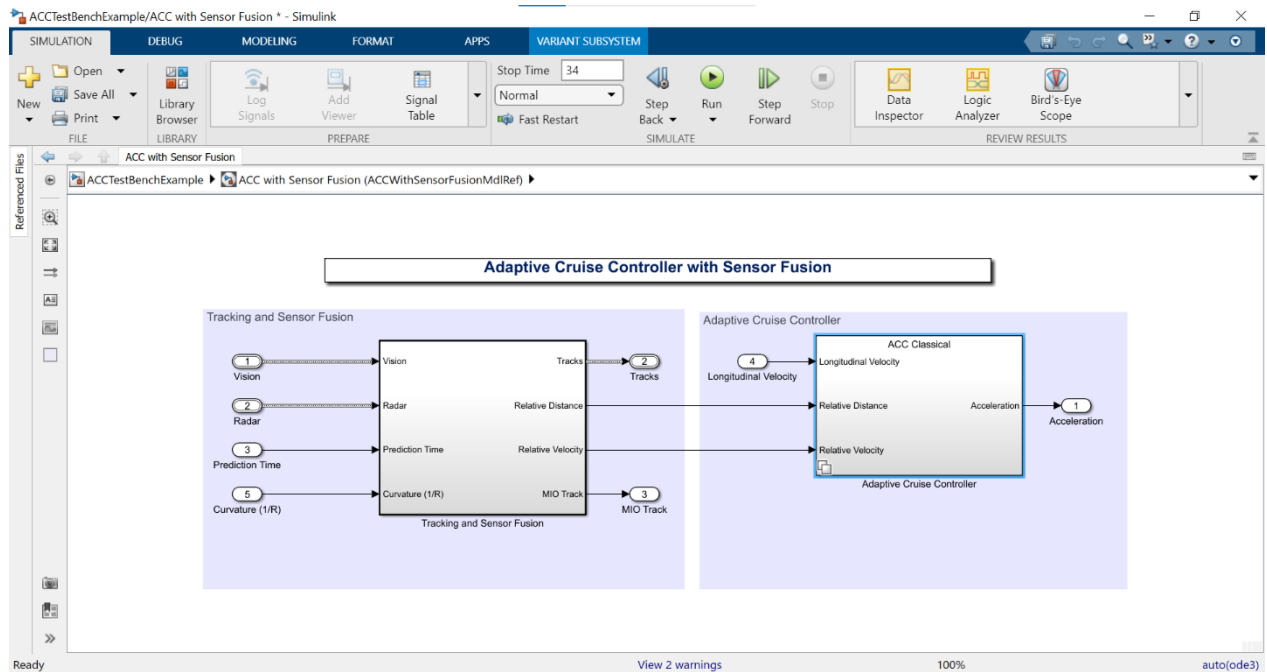 ACCTestBenchExample/ACC with Sensor Fusion * - Simulink
SIMULATION DEBUG MODELING FORMAT APPS VARIANT SUBSYSTEM
New
Open
Save All
Print
FILE
Library
Browser
LIBRARY
Log
Signals
Add
Viewer
Signal
Table
PREPARE
Stop Time 34
Normal
Fast Restart
Step
Back
Run
Step
Forward
Stop
SIMULATE
Data
Inspector
Logic
Analyzer
Bird's-Eye
Scope
REVIEW RESULTS
Referenced Files
ACC with Sensor Fusion
ACCTestBenchExample ACC with Sensor Fusion (ACCWithSensorFusionMdlRef)
Adaptive Cruise Controller with Sensor Fusion
Tracking and Sensor Fusion
1
Vision
2
Radar
3
Prediction Time
5
Curvature (1/R)
Vision
Radar
Prediction Time
Curvature (1/R)
Tracks
Relative Distance
Relative Velocity
MIO Track
Tracking and Sensor Fusion
2
Tracks
3
MIO Track
Adaptive Cruise Controller
4
Longitudinal Velocity
ACC Classical
Longitudinal Velocity
Relative Distance
Relative Velocity
Acceleration
Adaptive Cruise Controller
1
Acceleration
Ready View 2 warnings 100% auto(ode3)